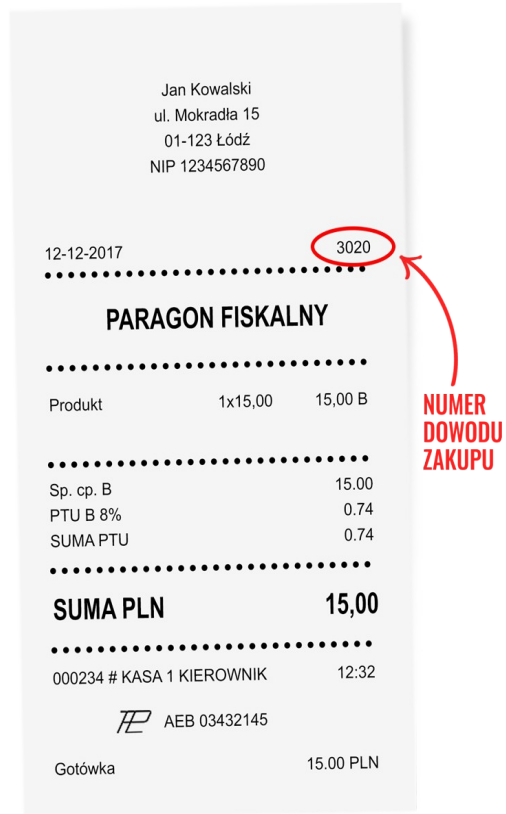 Jan Kowalski
ul. Mokradła 15
01-123 Łódź
NIP 1234567890
12-12-2017 3020
PARAGON FISKALNY
Produkt 1x15,00 15,00 B
Sp. cp. B 15.00
PTU B 8% 0.74
SUMA PTU 0.74
SUMA PLN 15,00
000234 # KASA 1 KIEROWNIK 12:32
AEB 03432145
Gotówka 15.00 PLN
NUMER
DOWODU
ZAKUPU